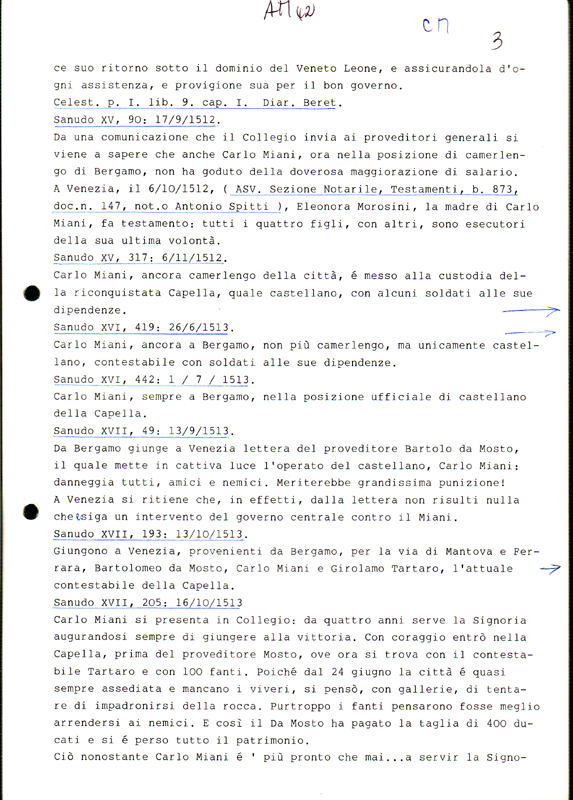 AM 42
CM
3
ce suo ritorno sotto il dominio del Veneto Leone, e assicurandola d'o-
gni assistenza, e provigione sua per il bon governo.
Celest. p. I. lib. 9. cap. I. Diar. Beret.
Sanudo XV, 90: 17/9/1512.
Da una comunicazione che il Collegio invia ai proveditori generali si
viene a sapere che anche Carlo Miani, ora nella posizione di camerlen-
go di Bergamo, non ha goduto della doverosa maggiorazione di salario.
A Venezia, il 6/10/1512, ( ASV. Sezione Notarile, Testamenti, b. 873,
doc.n. 147, not.o Antonio Spitti ), Eleonora Morosini, la madre di Carlo
Miani, fa testamento: tutti i quattro figli, con altri, sono esecutori
della sua ultima volontà.
Sanudo XV, 317: 6/11/1512.
Carlo Miani, ancora camerlengo della città, é messo alla custodia del-
la riconquistata Capella, quale castellano, con alcuni soldati alle sue
dipendenze.
Sanudo XVI, 419: 26/6/1513.
Carlo Miani, ancora a Bergamo, non più camerlengo, ma unicamente castel-
lano, contestabile con soldati alle sue dipendenze.
Sanudo XVI, 442: 1 / 7 / 1513.
Carlo Miani, sempre a Bergamo, nella posizione ufficiale di castellano
della Capella.
Sanudo XVII, 49: 13/9/1513.
Da Bergamo giunge a Venezia lettera del proveditore Bartolo da Mosto,
il quale mette in cattiva luce l'operato del castellano, Carlo Miani:
danneggia tutti, amici e nemici. Meriterebbe grandissima punizione!
A Venezia si ritiene che, in effetti, dalla lettera non risulti nulla
che esiga un intervento del governo centrale contro il Miani.
Sanudo XVII, 193: 13/10/1513.
Giungono a Venezia, provenienti da Bergamo, per la via di Mantova e Fer-
rara, Bartolomeo da Mosto, Carlo Miani e Girolamo Tartaro, l'attuale
contestabile della Capella.
Sanudo XVII, 205: 16/10/1513
Carlo Miani si presenta in Collegio: da quattro anni serve la Signoria
augurandosi sempre di giungere alla vittoria. Con coraggio entrò nella
Capella, prima del proveditore Mosto, ove ora si trova con il contesta-
bile Tartaro e con 100 fanti. Poiché dal 24 giugno la città é quasi
sempre assediata e mancano i viveri, si pensò, con gallerie, di tenta-
re di impadronirsi della rocca. Purtroppo i fanti pensarono fosse meglio
arrendersi ai nemici. E così il Da Mosto ha pagato la taglia di 400 du-
cati e si é perso tutto il patrimonio.
Ciò nonostante Carlo Miani é ' più pronto che mai...a servir la Signo-